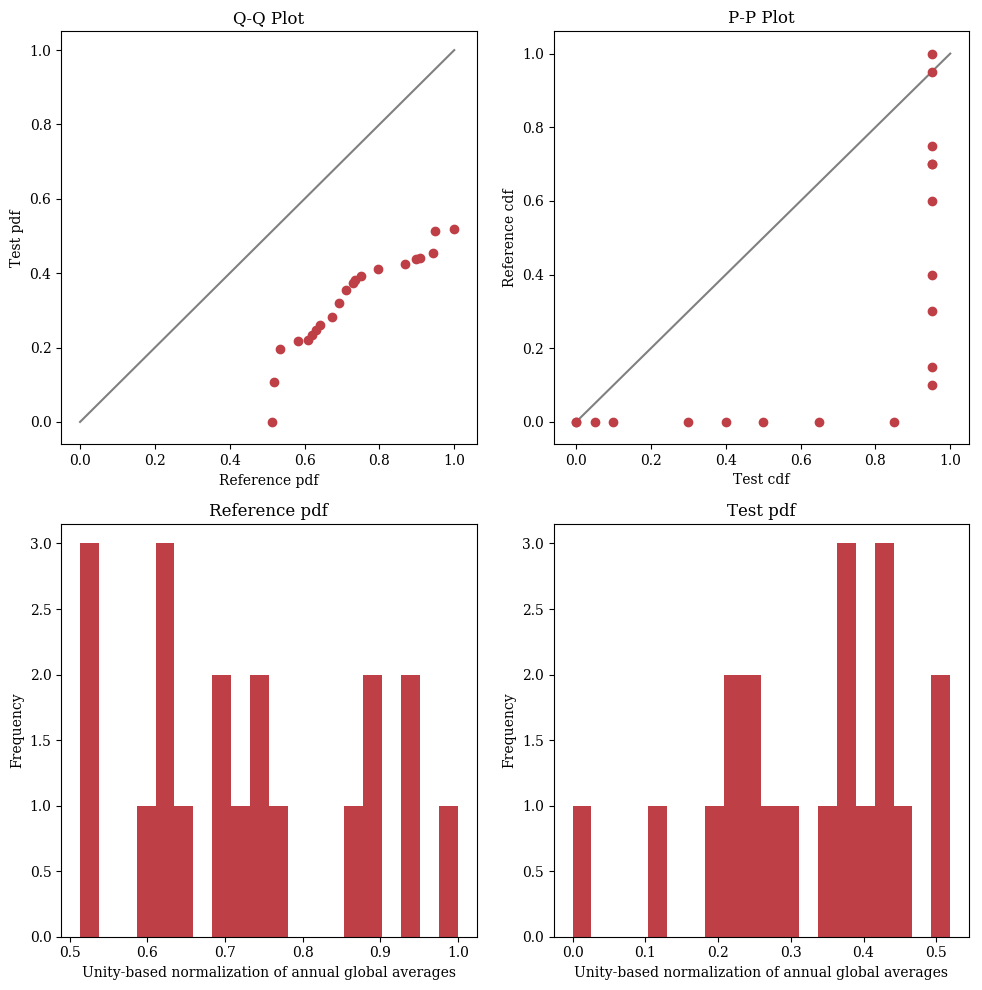 Q-Q Plot
1.0
0.8
0.6
0.4
0.2
0.0
Test pdf
0.0 0.2 0.4 0.6 0.8 1.0
Reference pdf
P-P Plot
1.0
0.8
0.6
0.4
0.2
0.0
Reference cdf
0.0 0.2 0.4 0.6 0.8 1.0
Test cdf
Reference pdf
3.0
2.5
2.0
1.5
1.0
0.5
0.0
Frequency
0.5 0.6 0.7 0.8 0.9 1.0
Unity-based normalization of annual global averages
Test pdf
3.0
2.5
2.0
1.5
1.0
0.5
0.0
Frequency
0.0 0.1 0.2 0.3 0.4 0.5
Unity-based normalization of annual global averages